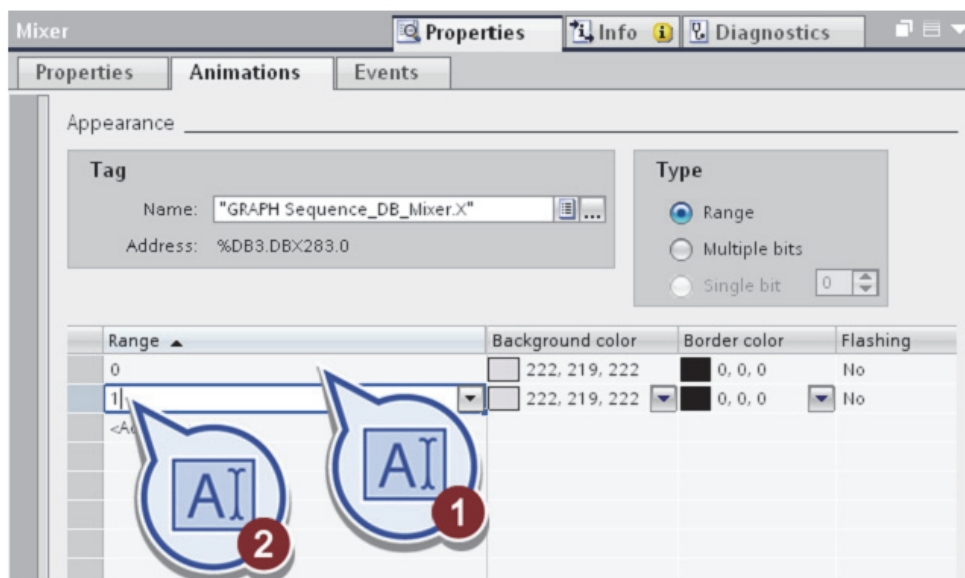 Mixer
Properties Info Diagnostics
Properties Animations Events
Appearance
Tag
Name: "GRAPH Sequence_DB_Mixer.X" ...
Address: %DB3.DBX283.0
Type
Range
Multiple bits
Single bit 0
Range Background color Border color Flashing
0 222, 219, 222 0, 0, 0 No
1 222, 219, 222 0, 0, 0 No
A 1
A 2